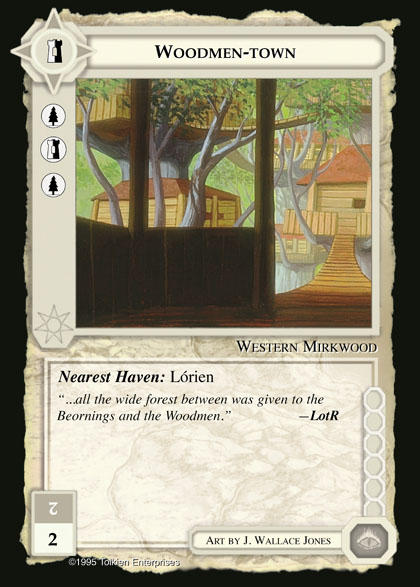 WOODMEN-TOWN
WESTERN MIRKWOOD
Nearest Haven: Lórien
“...all the wide forest between was given to the
Beornings and the Woodmen.” —LotR
2
2
ART BY J. WALLACE JONES
©1995 Tolkien Enterprises